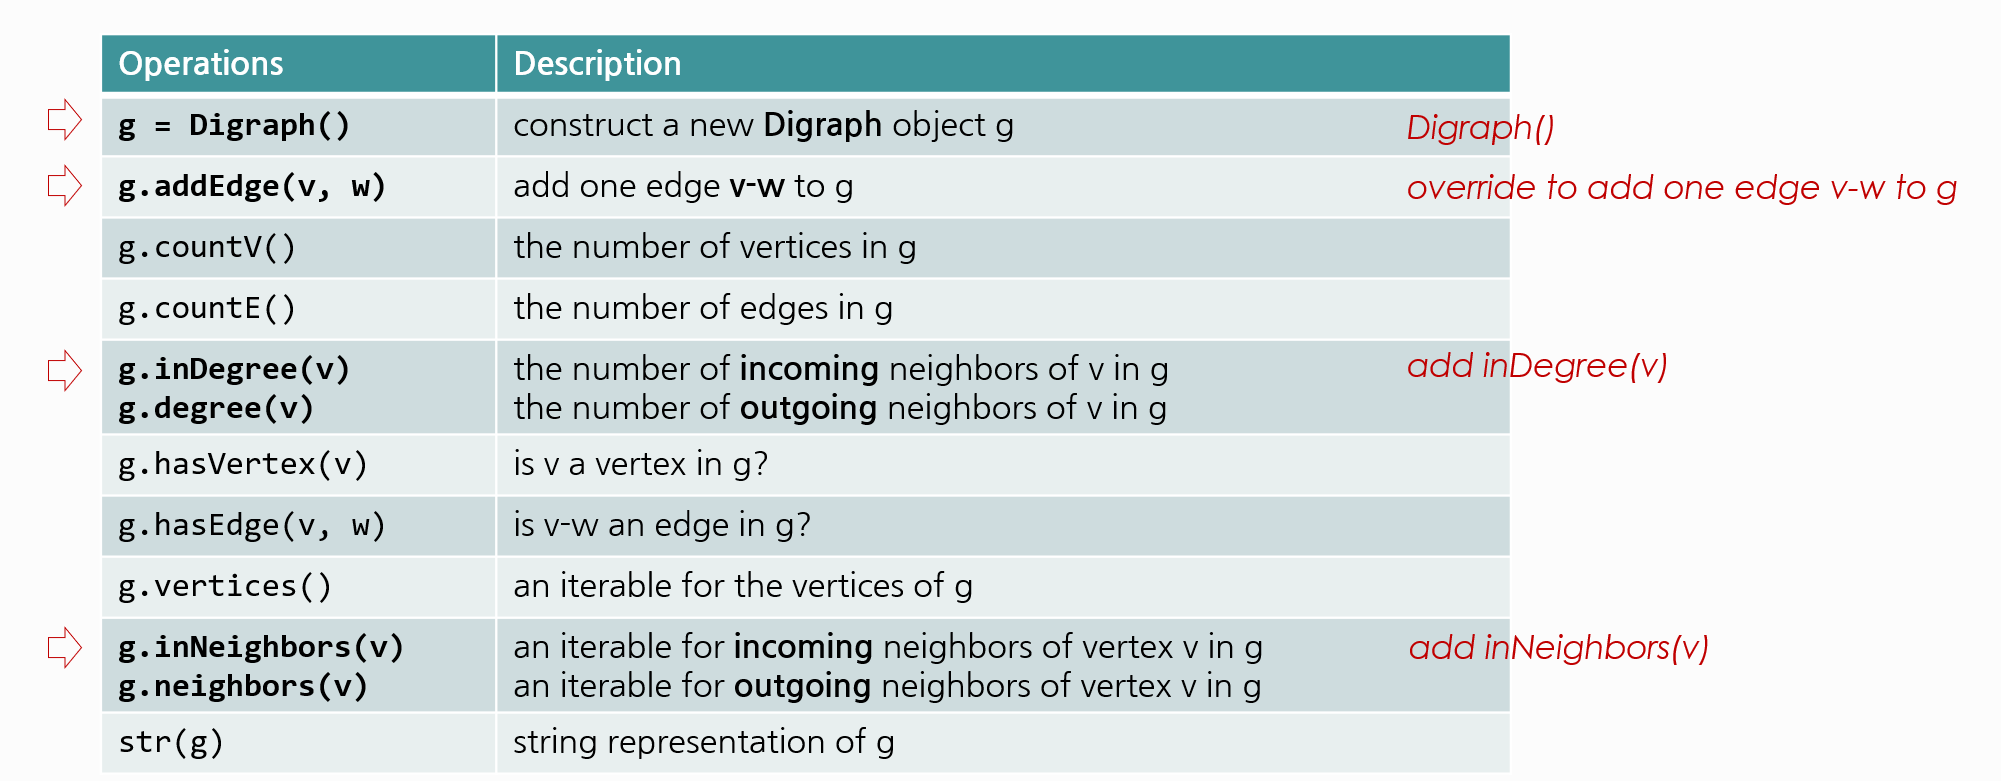 Operations Description
g = Digraph() construct a new Digraph object g Digraph()
g.addEdge(v, w) add one edge v-w to g override to add one edge v-w to g
g.countV() the number of vertices in g
g.countE() the number of edges in g
g.inDegree(v) the number of incoming neighbors of v in g add inDegree(v)
g.degree(v) the number of outgoing neighbors of v in g
g.hasVertex(v) is v a vertex in g?
g.hasEdge(v, w) is v-w an edge in g?
g.vertices() an iterable for the vertices of g
g.inNeighbors(v) an iterable for incoming neighbors of vertex v in g add inNeighbors(v)
g.neighbors(v) an iterable for outgoing neighbors of vertex v in g
str(g) string representation of g